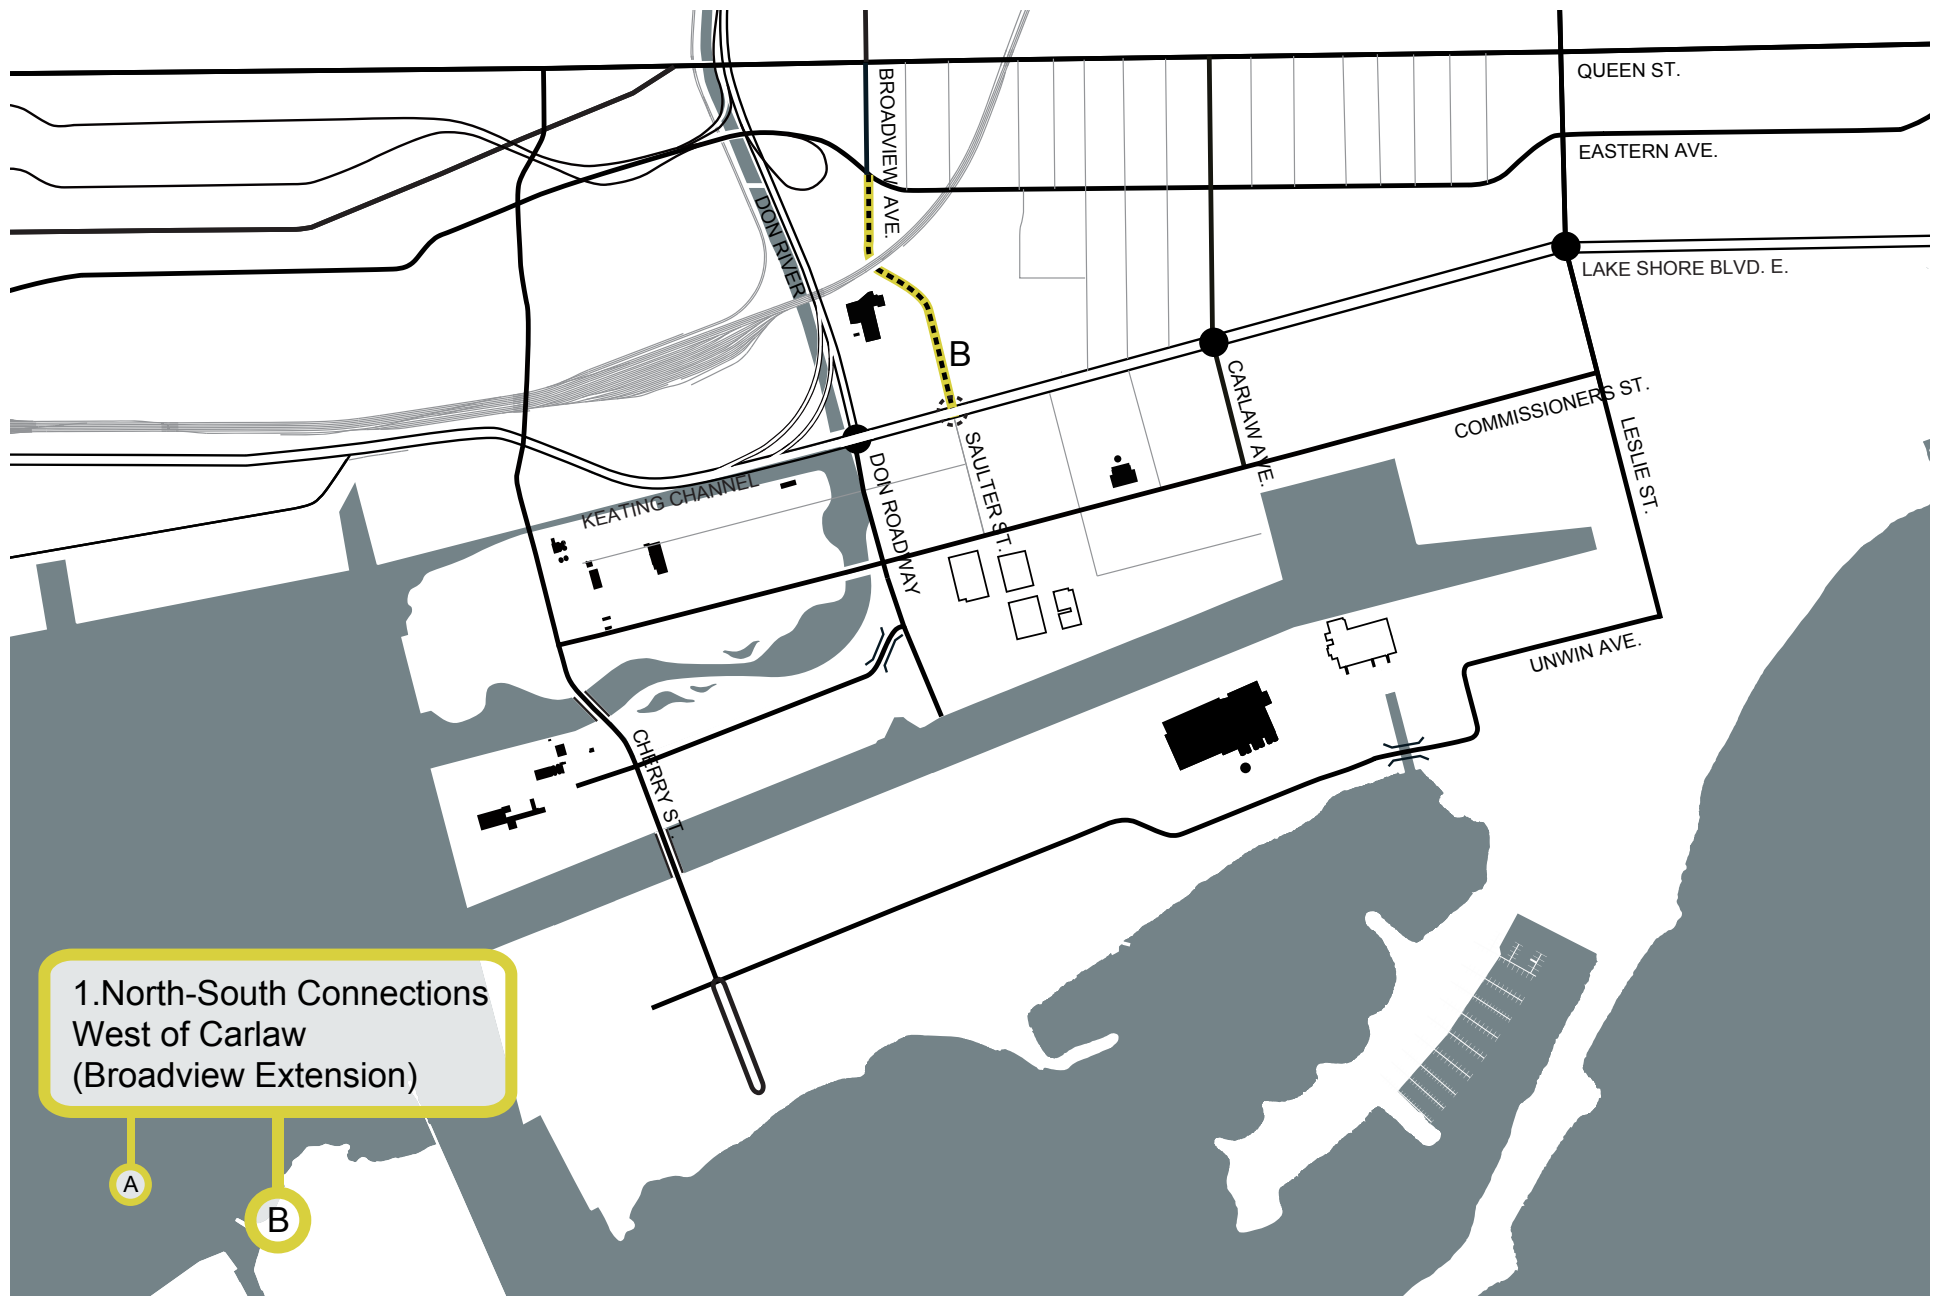 QUEEN ST.
BROADVIEW AVE.
EASTERN AVE.
DON RIVER
LAKE SHORE BLVD. E.
B
CARLAW AVE.
COMMISSIONERS ST.
LESLIE ST.
SAULTER ST.
DON ROADWAY
KEATING CHANNEL
UNWIN AVE.
CHERRY ST.
1.North-South Connections
West of Carlaw
(Broadview Extension)
A
B